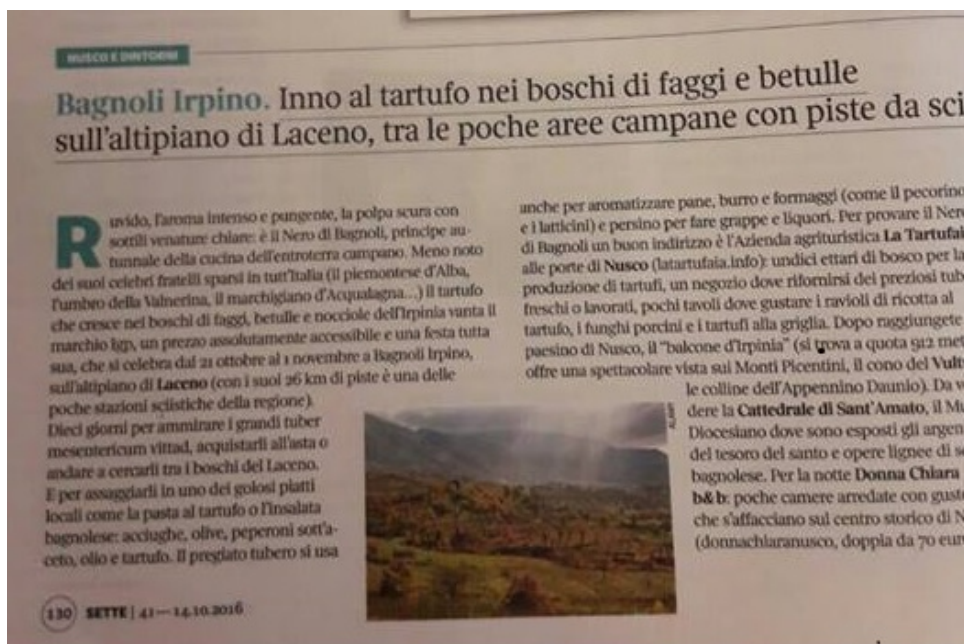 NUSCO E DINTORNI
Bagnoli Irpino. Inno al tartufo nei boschi di faggi e betulle
sull'altipiano di Laceno, tra le poche aree campane con piste da sci
Ruvido, l'aroma intenso e pungente, la polpa scura con
sottili venature chiare: è il Nero di Bagnoli, principe au-
tunnale della cucina dell'entroterra campano. Meno noto
dei suoi celebri fratelli sparsi in tutt'Italia (il piemontese d'Alba,
l'umbro della Valnerina, il marchigiano d'Acqualagna...) il tartufo
che cresce nei boschi di faggi, betulle e nocciole dell'Irpinia vanta il
marchio Igp, un prezzo assolutamente accessibile e una festa tutta
sua, che si celebra dal 21 ottobre al 1 novembre a Bagnoli Irpino,
sull'altipiano di Laceno (con i suoi 26 km di piste è una delle
poche stazioni sciistiche della regione).
Dieci giorni per ammirare i grandi tuber
mesentericum vittad, acquistarli all'asta o
andare a cercarli tra i boschi del Laceno.
E per assaggiarli in uno dei golosi piatti
locali come la pasta al tartufo o l'insalata
bagnolese: acciughe, olive, peperoni sott'a-
ceto, olio e tartufo. Il pregiato tubero si usa
anche per aromatizzare pane, burro e formaggi (come il pecorino
e i latticini) e persino per fare grappe e liquori. Per provare il Nero
di Bagnoli un buon indirizzo è l'Azienda agrituristica La Tartufaia
alle porte di Nusco (latartufaia.info): undici ettari di bosco per la
produzione di tartufi, un negozio dove rifornirsi dei preziosi tube
freschi o lavorati, pochi tavoli dove gustare i ravioli di ricotta al
tartufo, i funghi porcini e i tartufi alla griglia. Dopo raggiungete
paesino di Nusco, il "balcone d'Irpinia" (si trova a quota 912 met
offre una spettacolare vista sui Monti Picentini, il cono del Vult
le colline dell'Appennino Daunio). Da v
dere la Cattedrale di Sant'Amato, il Mu
Diocesiano dove sono esposti gli argen
del tesoro del santo e opere lignee di s
bagnolese. Per la notte Donna Chiara
b&b: poche camere arredate con gust
che s'affacciano sul centro storico di N
(donnachiaranusco, doppia da 70 eur
ALAMY
130 SETTE | 41—14.10.2016